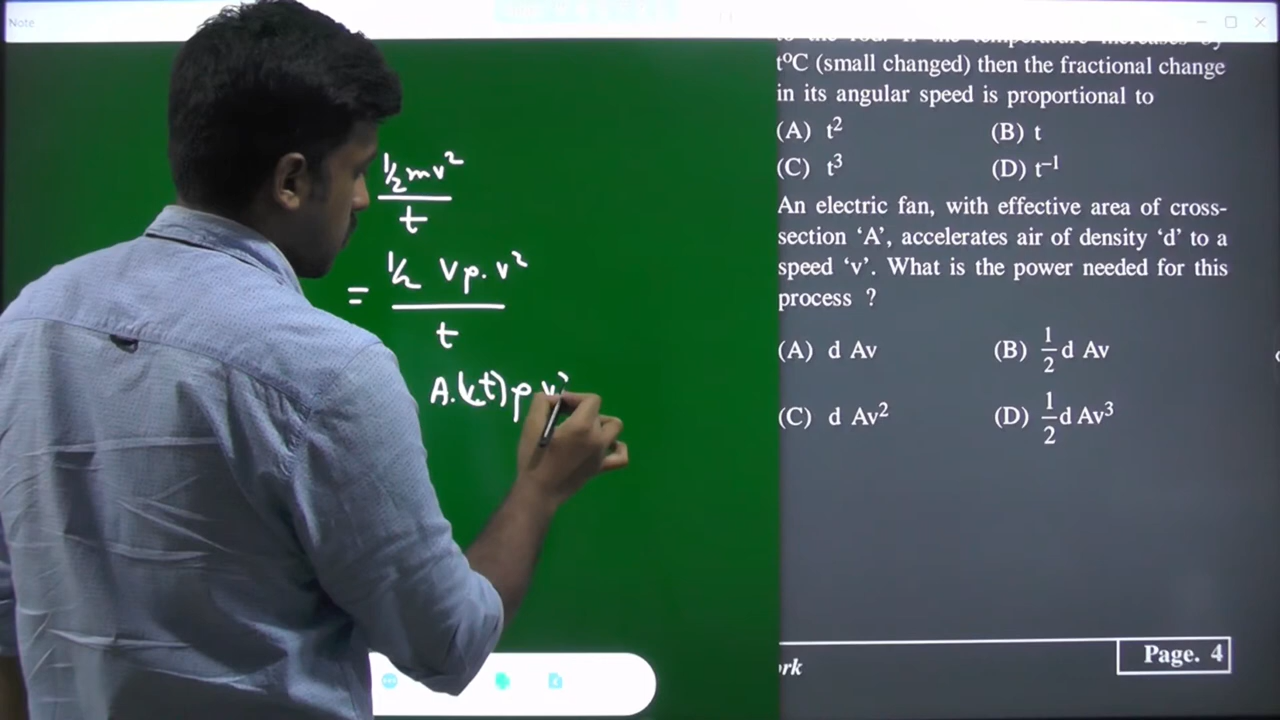 Note
t°C (small changed) then the fractional change
in its angular speed is proportional to
(A) t²
(B) t
(C) t³
(D) t⁻¹
An electric fan, with effective area of cross-
section ‘A’, accelerates air of density ‘d’ to a
speed ‘v’. What is the power needed for this
process ?
(A) d Av
(B) 1/2 d Av
(C) d Av²
(D) 1/2 d Av³
Page. 4
½mv²
t
= ½ Vρ.v²
t
A.(v.t)ρ v²